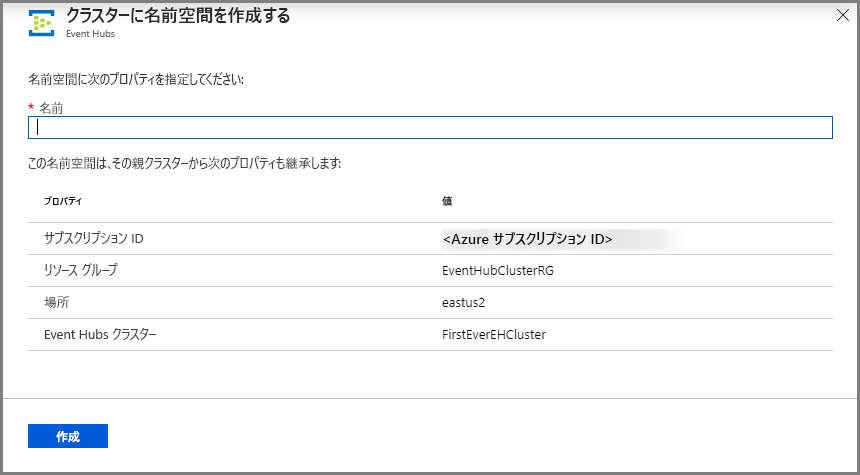 クラスターに名前空間を作成する
Event Hubs
名前空間に次のプロパティを指定してください:
* 名前
この名前空間は、その親クラスターから次のプロパティも継承します:
プロパティ 値
サブスクリプション ID <Azure サブスクリプション ID>
リソース グループ EventHubClusterRG
場所 eastus2
Event Hubs クラスター FirstEverEHCluster
作成